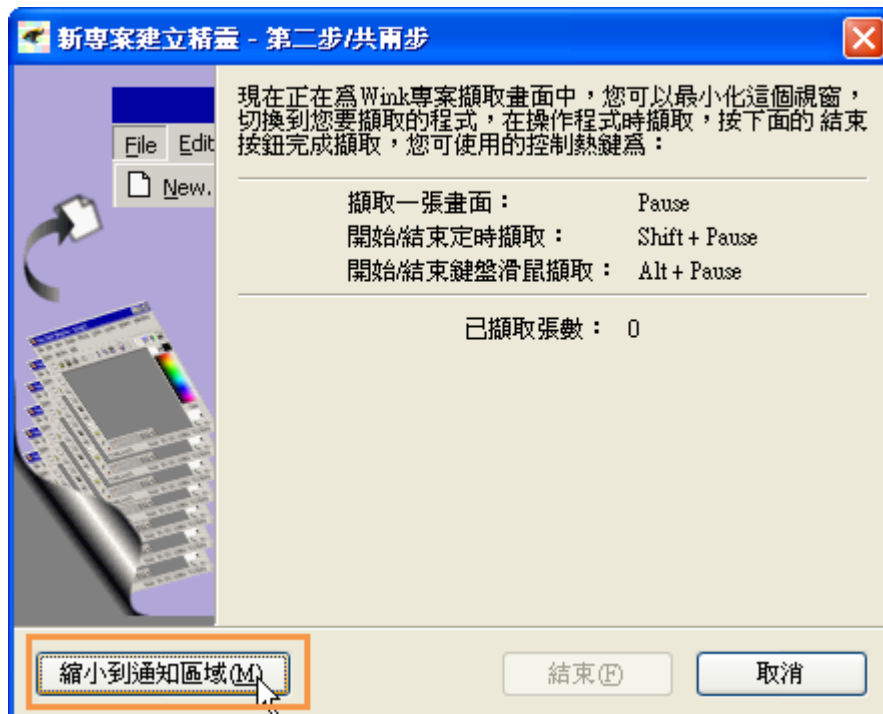 新專案建立精靈 - 第二步/共兩步
File Edit
New.
現在正在爲Wink專案擷取畫面中，您可以最小化這個視窗，
切換到您要擷取的程式，在操作程式時擷取，按下面的 結束
按鈕完成擷取，您可使用的控制熱鍵爲：
擷取一張畫面： Pause
開始/結束定時擷取： Shift + Pause
開始/結束鍵盤滑鼠擷取： Alt + Pause
已擷取張數： 0
縮小到通知區域(M) 結束(F) 取消